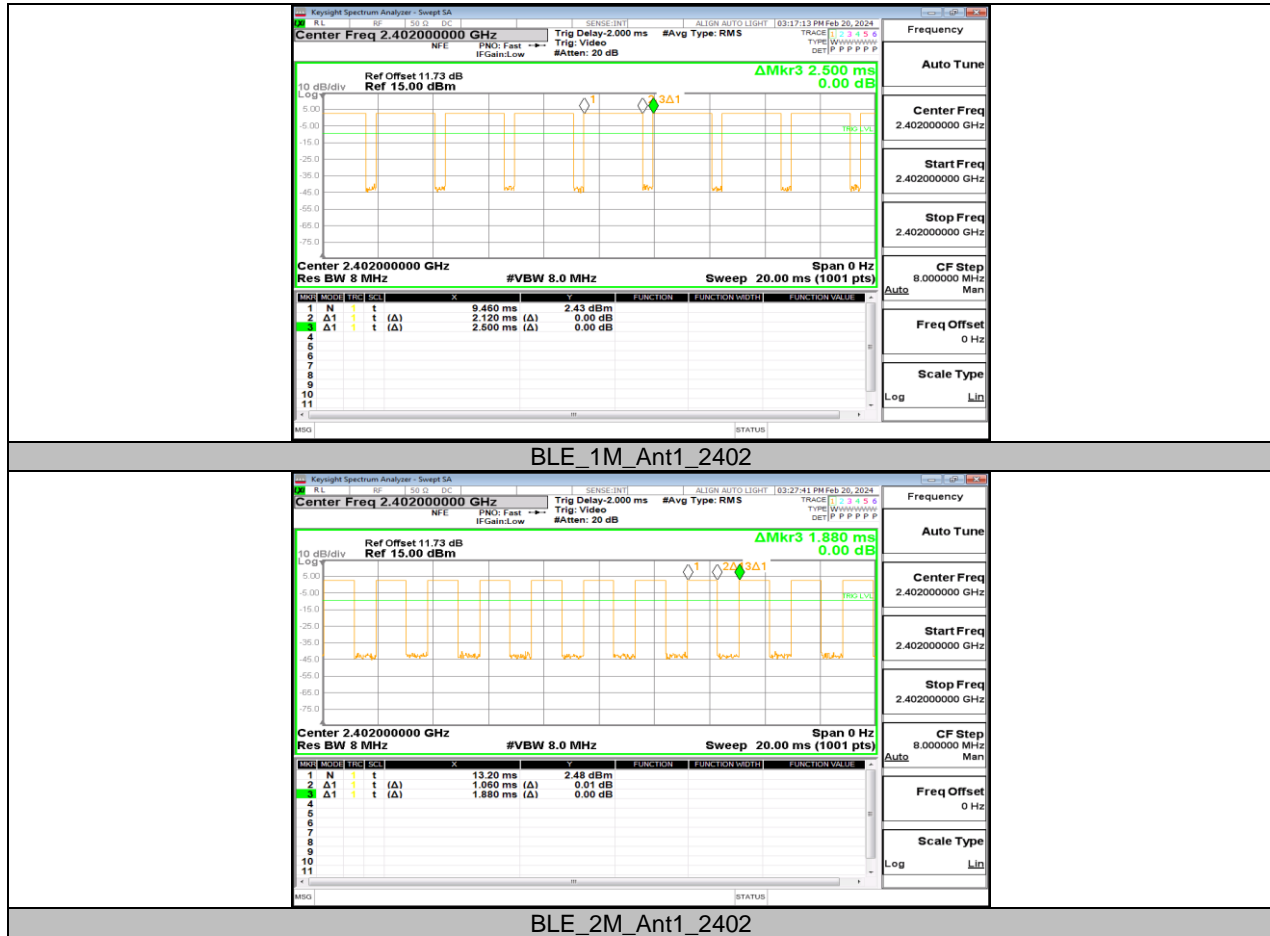 Keysight Spectrum Analyzer - Swept SA
RL RF 50 Ω DC SENSE:INT ALIGN AUTO LIGHT 03:17:13 PM Feb 20, 2024
Center Freq 2.402000000 GHz
NFE PNO: Fast IFGain:Low
Trig Delay-2.000 ms #Avg Type: RMS
Trig: Video
#Atten: 20 dB
TRACE 1 2 3 4 5 6
TYPE WWWWWW
DET P P P P P P
Ref Offset 11.73 dB
10 dB/div Ref 15.00 dBm
ΔMkr3 2.500 ms
0.00 dB
Log
5.00
-5.00
-15.0
-25.0
-35.0
-45.0
-55.0
-65.0
-75.0
1 3Δ1
TRIG LVL
Center 2.402000000 GHz Span 0 Hz
Res BW 8 MHz #VBW 8.0 MHz Sweep 20.00 ms (1001 pts)
MKR MODE TRC SCL X Y FUNCTION FUNCTION WIDTH FUNCTION VALUE
1 N 1 t 9.460 ms 2.43 dBm
2 Δ1 1 t (Δ) 2.120 ms (Δ) 0.00 dB
3 Δ1 1 t (Δ) 2.500 ms (Δ) 0.00 dB
4
5
6
7
8
9
10
11
MSG STATUS
Frequency
Auto Tune
Center Freq
2.402000000 GHz
Start Freq
2.402000000 GHz
Stop Freq
2.402000000 GHz
CF Step
8.000000 MHz
Auto Man
Freq Offset
0 Hz
Scale Type
Log Lin
BLE_1M_Ant1_2402
Keysight Spectrum Analyzer - Swept SA
RL RF 50 Ω DC SENSE:INT ALIGN AUTO LIGHT 03:27:41 PM Feb 20, 2024
Center Freq 2.402000000 GHz
NFE PNO: Fast IFGain:Low
Trig Delay-2.000 ms #Avg Type: RMS
Trig: Video
#Atten: 20 dB
TRACE 1 2 3 4 5 6
TYPE WWWWWW
DET P P P P P P
Ref Offset 11.73 dB
10 dB/div Ref 15.00 dBm
ΔMkr3 1.880 ms
0.00 dB
Log
5.00
-5.00
-15.0
-25.0
-35.0
-45.0
-55.0
-65.0
-75.0
1 2Δ1 3Δ1
TRIG LVL
Center 2.402000000 GHz Span 0 Hz
Res BW 8 MHz #VBW 8.0 MHz Sweep 20.00 ms (1001 pts)
MKR MODE TRC SCL X Y FUNCTION FUNCTION WIDTH FUNCTION VALUE
1 N 1 t 13.20 ms 2.48 dBm
2 Δ1 1 t (Δ) 1.060 ms (Δ) 0.01 dB
3 Δ1 1 t (Δ) 1.880 ms (Δ) 0.00 dB
4
5
6
7
8
9
10
11
MSG STATUS
Frequency
Auto Tune
Center Freq
2.402000000 GHz
Start Freq
2.402000000 GHz
Stop Freq
2.402000000 GHz
CF Step
8.000000 MHz
Auto Man
Freq Offset
0 Hz
Scale Type
Log Lin
BLE_2M_Ant1_2402